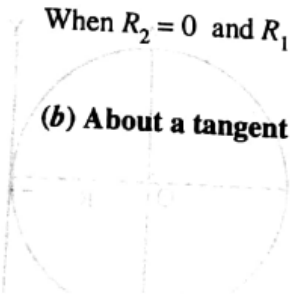 When R₂ = 0 and R₁
(b) About a tangent